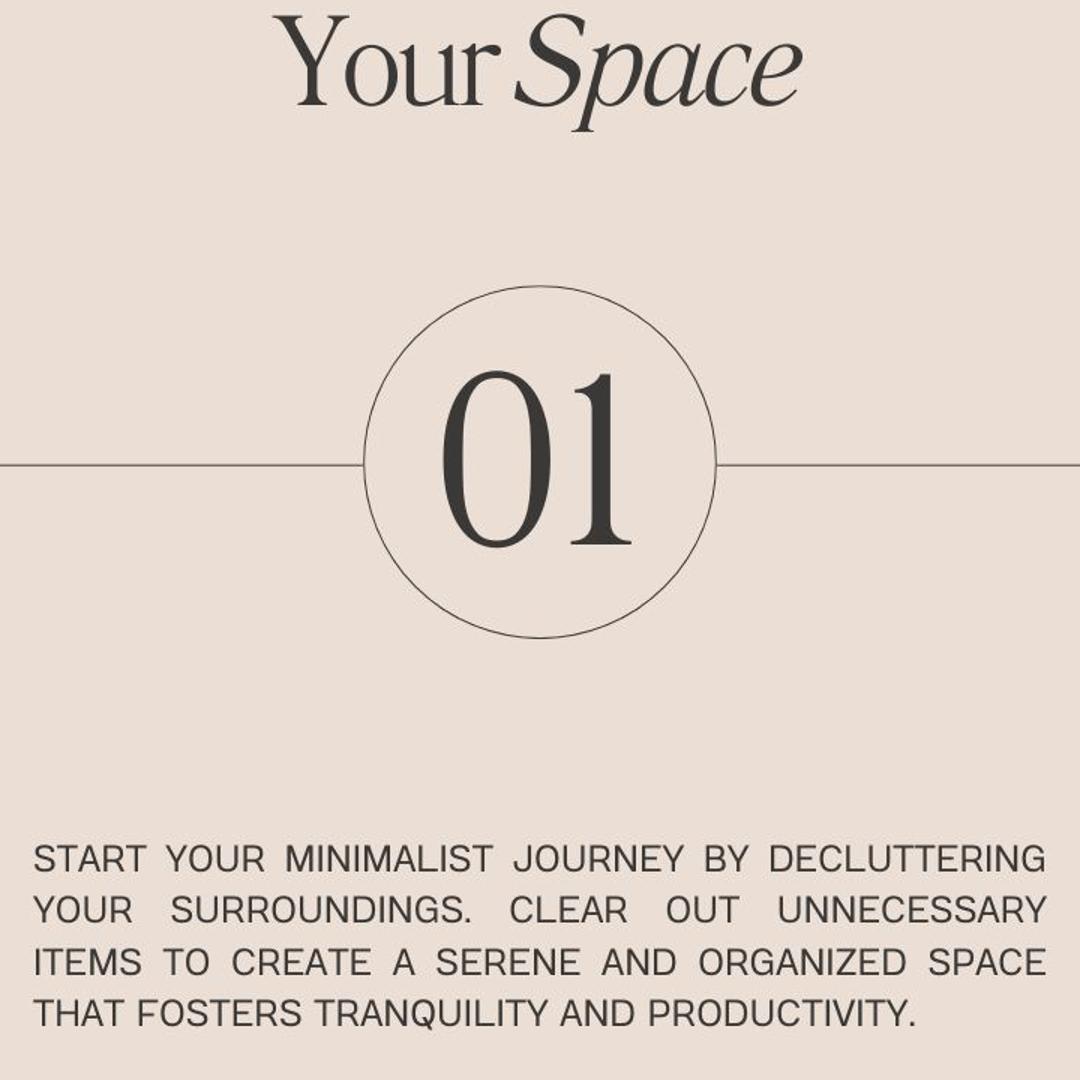 Your Space
01
START YOUR MINIMALIST JOURNEY BY DECLUTTERING
YOUR SURROUNDINGS. CLEAR OUT UNNECESSARY
ITEMS TO CREATE A SERENE AND ORGANIZED SPACE
THAT FOSTERS TRANQUILITY AND PRODUCTIVITY.